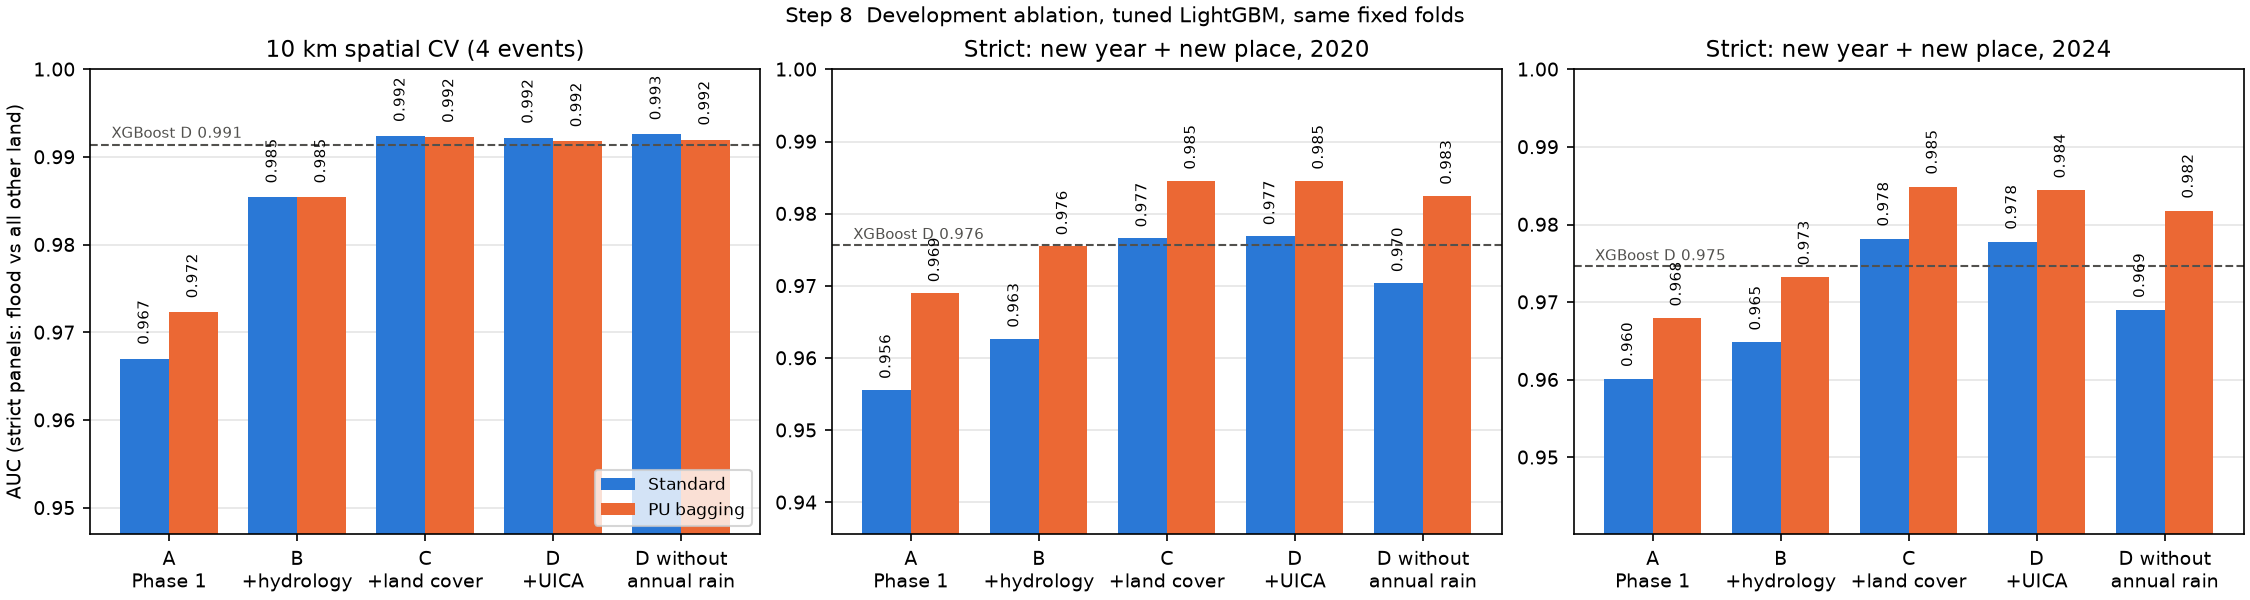 Step 8  Development ablation, tuned LightGBM, same fixed folds
10 km spatial CV (4 events)
AUC (strict panels: flood vs all other land)
1.00
0.99
0.98
0.97
0.96
0.95
XGBoost D 0.991
0.967
0.972
0.985
0.985
0.992
0.992
0.992
0.992
0.993
0.992
Standard
PU bagging
A
Phase 1
B
+hydrology
C
+land cover
D
+UICA
D without
annual rain
Strict: new year + new place, 2020
1.00
0.99
0.98
0.97
0.96
0.95
0.94
XGBoost D 0.976
0.956
0.969
0.963
0.976
0.977
0.985
0.977
0.985
0.970
0.983
A
Phase 1
B
+hydrology
C
+land cover
D
+UICA
D without
annual rain
Strict: new year + new place, 2024
1.00
0.99
0.98
0.97
0.96
0.95
XGBoost D 0.975
0.960
0.968
0.965
0.973
0.978
0.985
0.978
0.984
0.969
0.982
A
Phase 1
B
+hydrology
C
+land cover
D
+UICA
D without
annual rain